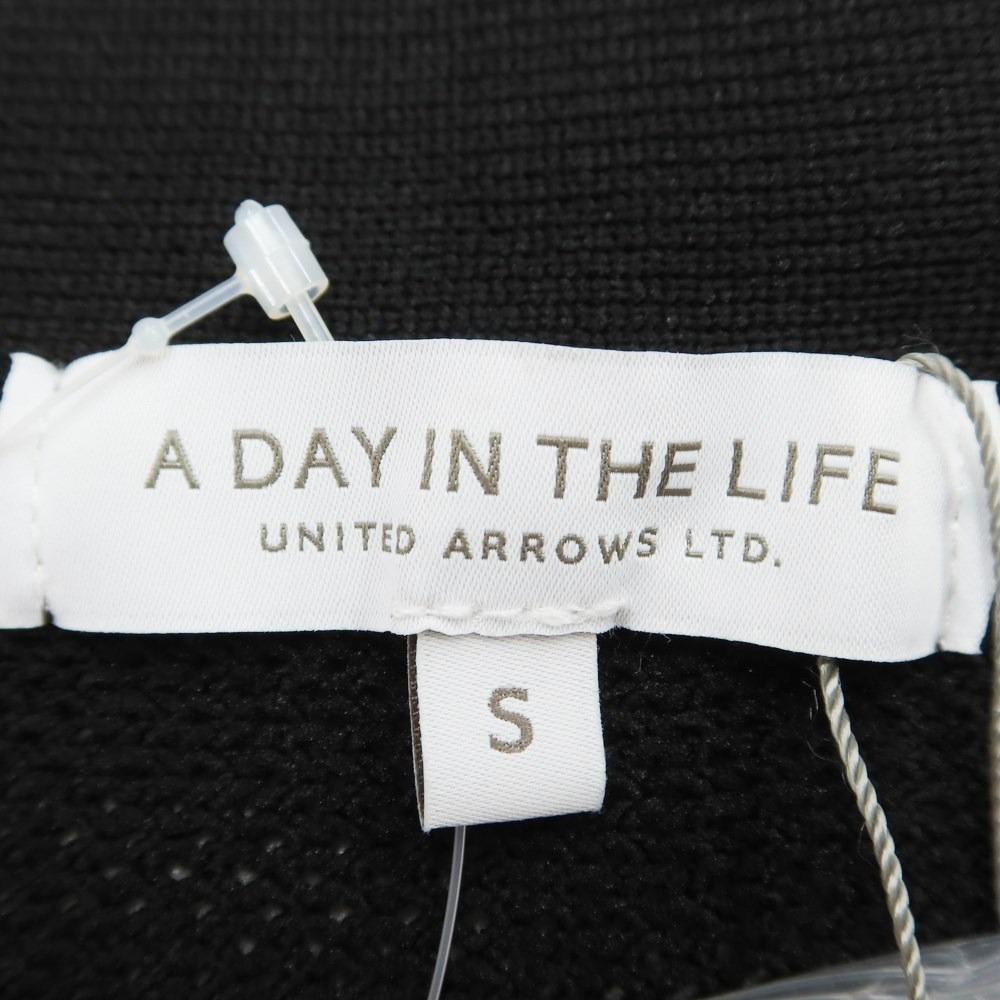 A DAY IN THE LIFE
UNITED ARROWS LTD.
S